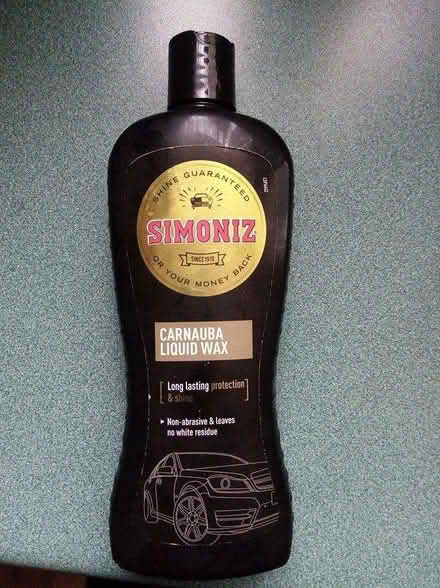 SHINE GUARANTEED
SIMONIZ
SINCE 1910
OR YOUR MONEY BACK
CARNAUBA
LIQUID WAX
Long lasting protection
& shine
Non-abrasive & leaves
no white residue